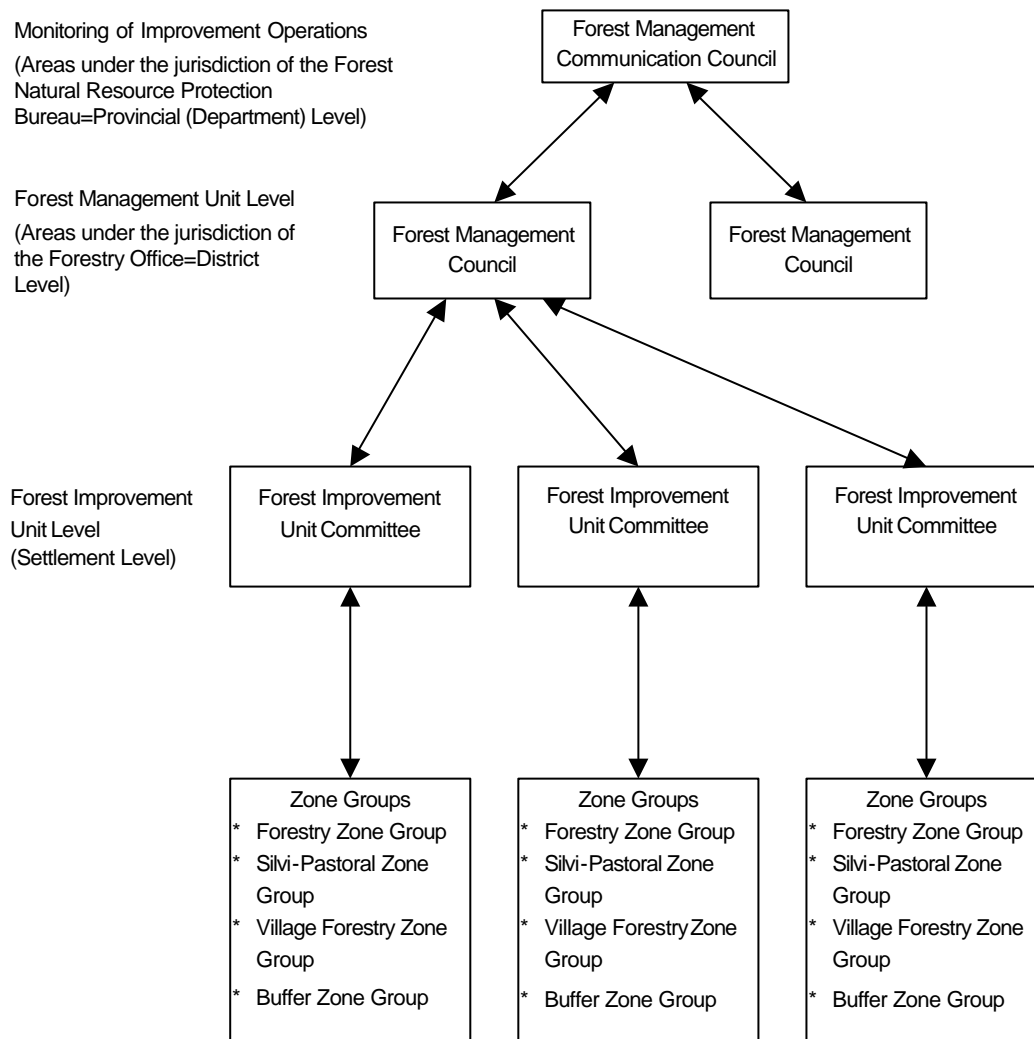 Monitoring of Improvement Operations
(Areas under the jurisdiction of the Forest
Natural Resource Protection
Bureau=Provincial (Department) Level)
Forest Management
Communication Council
Forest Management Unit Level
(Areas under the jurisdiction of
the Forestry Office=District
Level)
Forest Management
Council
Forest Management
Council
Forest Improvement
Unit Level
(Settlement Level)
Forest Improvement
Unit Committee
Forest Improvement
Unit Committee
Forest Improvement
Unit Committee
Zone Groups
* Forestry Zone Group
* Silvi-Pastoral Zone
Group
* Village Forestry Zone
Group
* Buffer Zone Group
Zone Groups
* Forestry Zone Group
* Silvi-Pastoral Zone
Group
* Village Forestry Zone
Group
* Buffer Zone Group
Zone Groups
* Forestry Zone Group
* Silvi-Pastoral Zone
Group
* Village Forestry Zone
Group
* Buffer Zone Group